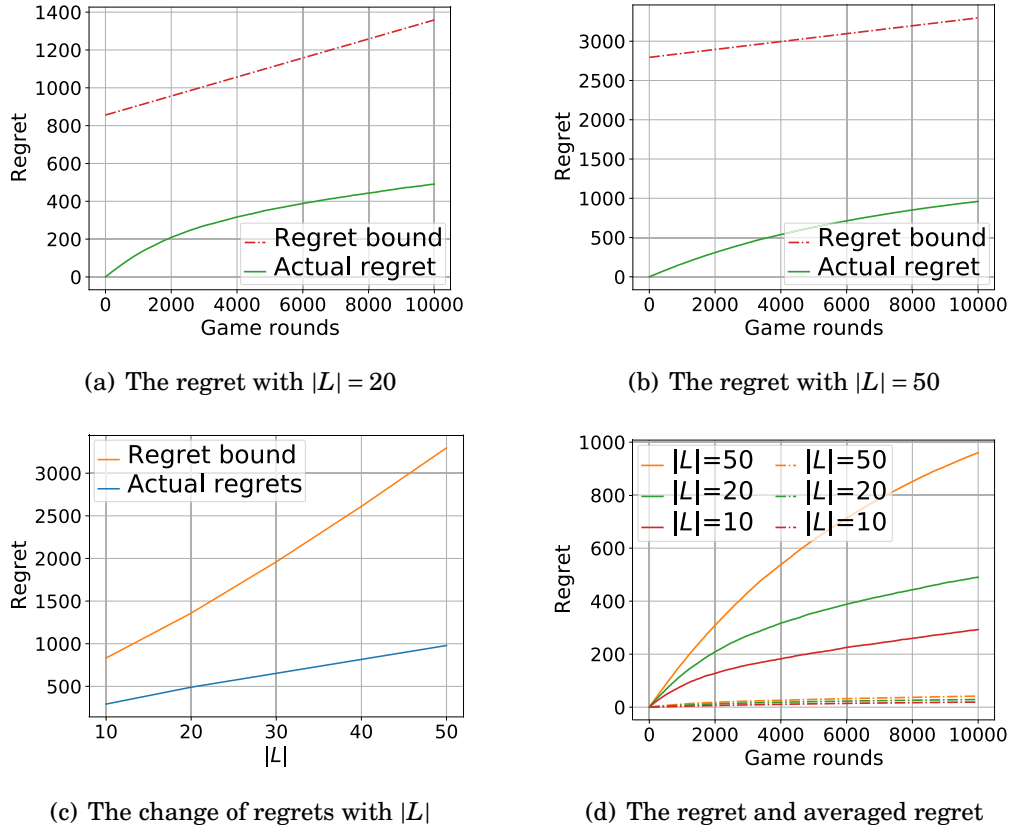 1400
1200
1000
800
600
400
200
0
Regret
Regret bound
Actual regret
0 2000 4000 6000 8000 10000
Game rounds
(a) The regret with |L| = 20
3000
2500
2000
1500
1000
500
0
Regret
Regret bound
Actual regret
0 2000 4000 6000 8000 10000
Game rounds
(b) The regret with |L| = 50
Regret bound
Actual regrets
3000
2500
2000
1500
1000
500
Regret
10 20 30 40 50
|L|
(c) The change of regrets with |L|
1000
800
600
400
200
0
Regret
|L|=50 |L|=50
|L|=20 |L|=20
|L|=10 |L|=10
0 2000 4000 6000 8000 10000
Game rounds
(d) The regret and averaged regret